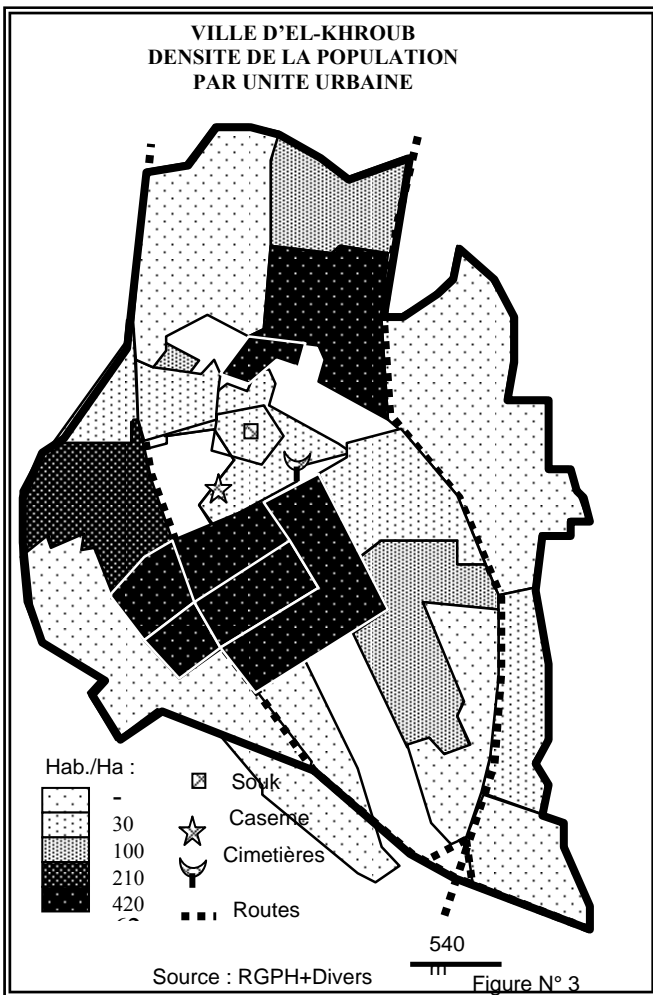 VILLE D'EL-KHROUB
DENSITE DE LA POPULATION
PAR UNITE URBAINE
Hab./Ha :
-
30
100
210
420
Souk
Caserne
Cimetières
Routes
540
m
Source : RGPH+Divers
Figure N° 3